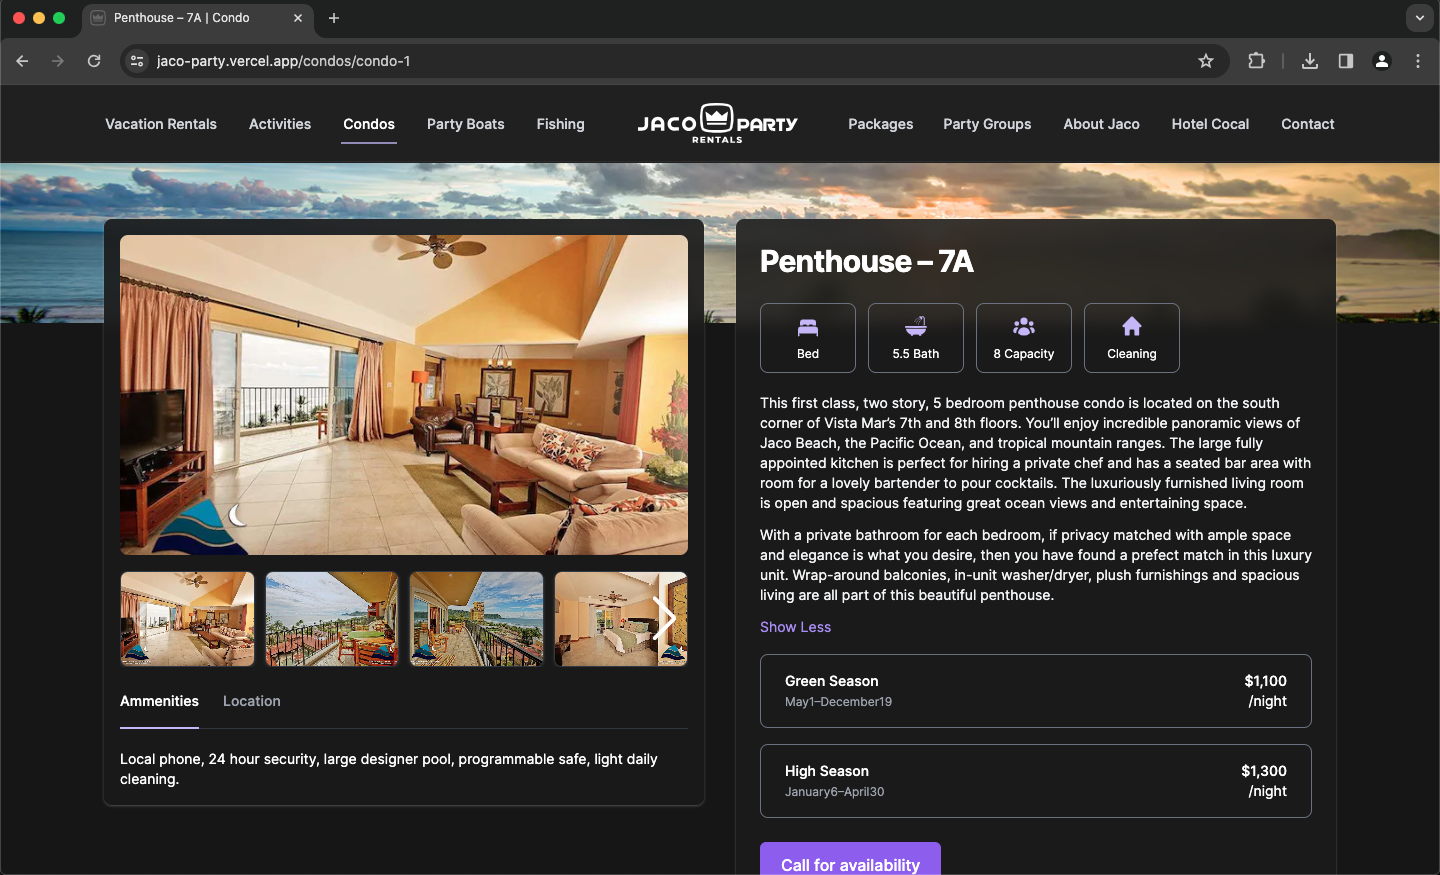 Penthouse – 7A | Condo
jaco-party.vercel.app/condos/condo-1
Vacation Rentals
Activities
Condos
Party Boats
Fishing
JACO PARTY
RENTALS
Packages
Party Groups
About Jaco
Hotel Cocal
Contact
Penthouse – 7A
Bed
5.5 Bath
8 Capacity
Cleaning
This first class, two story, 5 bedroom penthouse condo is located on the south
corner of Vista Mar’s 7th and 8th floors. You’ll enjoy incredible panoramic views of
Jaco Beach, the Pacific Ocean, and tropical mountain ranges. The large fully
appointed kitchen is perfect for hiring a private chef and has a seated bar area with
room for a lovely bartender to pour cocktails. The luxuriously furnished living room
is open and spacious featuring great ocean views and entertaining space.
With a private bathroom for each bedroom, if privacy matched with ample space
and elegance is what you desire, then you have found a prefect match in this luxury
unit. Wrap-around balconies, in-unit washer/dryer, plush furnishings and spacious
living are all part of this beautiful penthouse.
Show Less
Green Season
May1–December19
$1,100
/night
High Season
January6–April30
$1,300
/night
Call for availability
Ammenities
Location
Local phone, 24 hour security, large designer pool, programmable safe, light daily
cleaning.